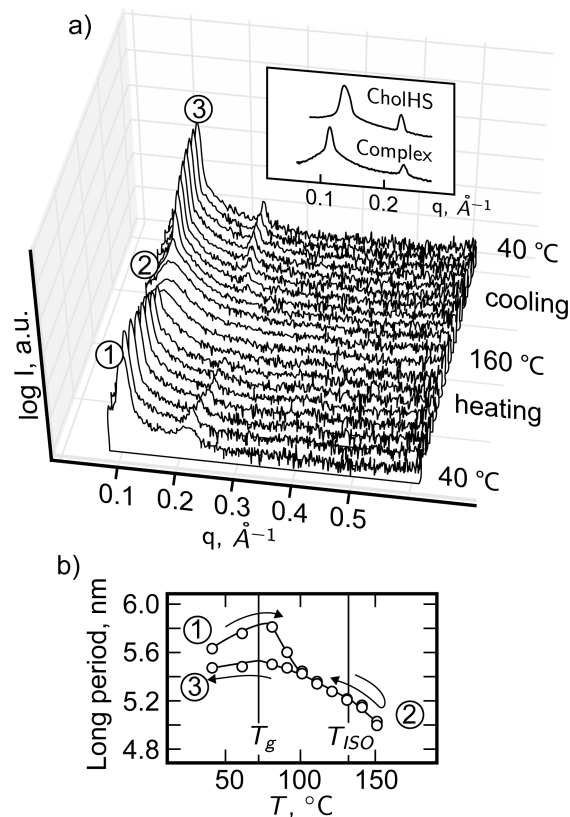 a)
3
CholHS
Complex
0.1 0.2 q, Å⁻¹
2
1
log I, a.u.
40 °C
cooling
160 °C
heating
40 °C
0.1 0.2 0.3 0.4 0.5
q, Å⁻¹
b)
Long period, nm
6.0
5.6
5.2
4.8
1
3
2
T_g
T_ISO
50 100 150
T, °C